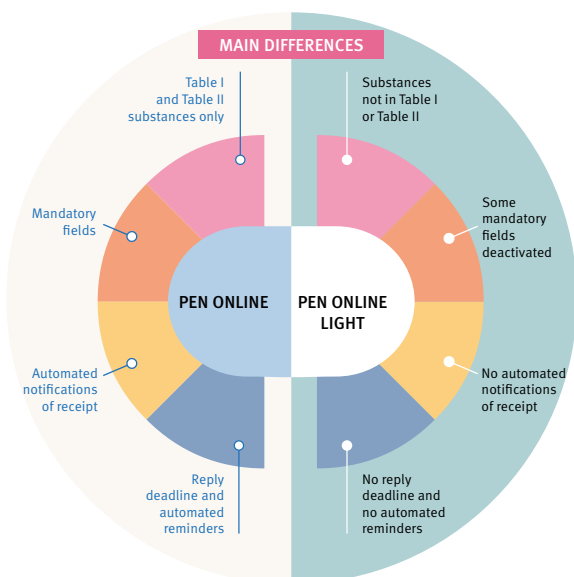 MAIN DIFFERENCES
Table I
and Table II
substances only
Substances
not in Table I
or Table II
Mandatory
fields
Some
mandatory
fields
deactivated
PEN ONLINE
PEN ONLINE
LIGHT
Automated
notifications
of receipt
No automated
notifications
of receipt
Reply
deadline and
automated
reminders
No reply
deadline and
no automated
reminders